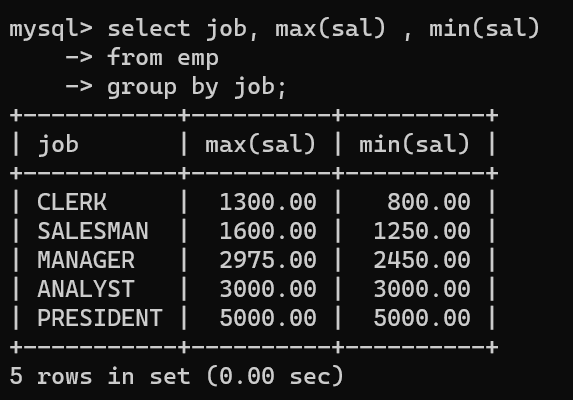 mysql> select job, max(sal) , min(sal)
    -> from emp
    -> group by job;
+-----------+----------+----------+
| job       | max(sal) | min(sal) |
+-----------+----------+----------+
| CLERK     |  1300.00 |   800.00 |
| SALESMAN  |  1600.00 |  1250.00 |
| MANAGER   |  2975.00 |  2450.00 |
| ANALYST   |  3000.00 |  3000.00 |
| PRESIDENT |  5000.00 |  5000.00 |
+-----------+----------+----------+
5 rows in set (0.00 sec)